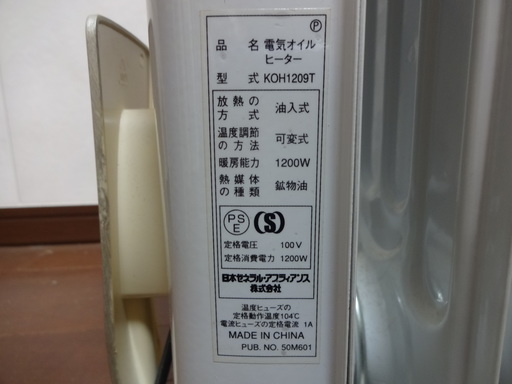 Ⓟ
品 名 電気オイル
ヒーター
型 式 KOH1209T
放熱の
方 式 油入式
温度調節
の方法 可変式
暖房能力 1200W
熱媒体
の種類 鉱物油
PS
E (S)
定格電圧 100V
定格消費電力 1200W
日本ゼネラル・アプライアンス
株式会社
温度ヒューズの
定格動作温度104℃
電流ヒューズの定格電流 1A
MADE IN CHINA
PUB. NO. 50M601